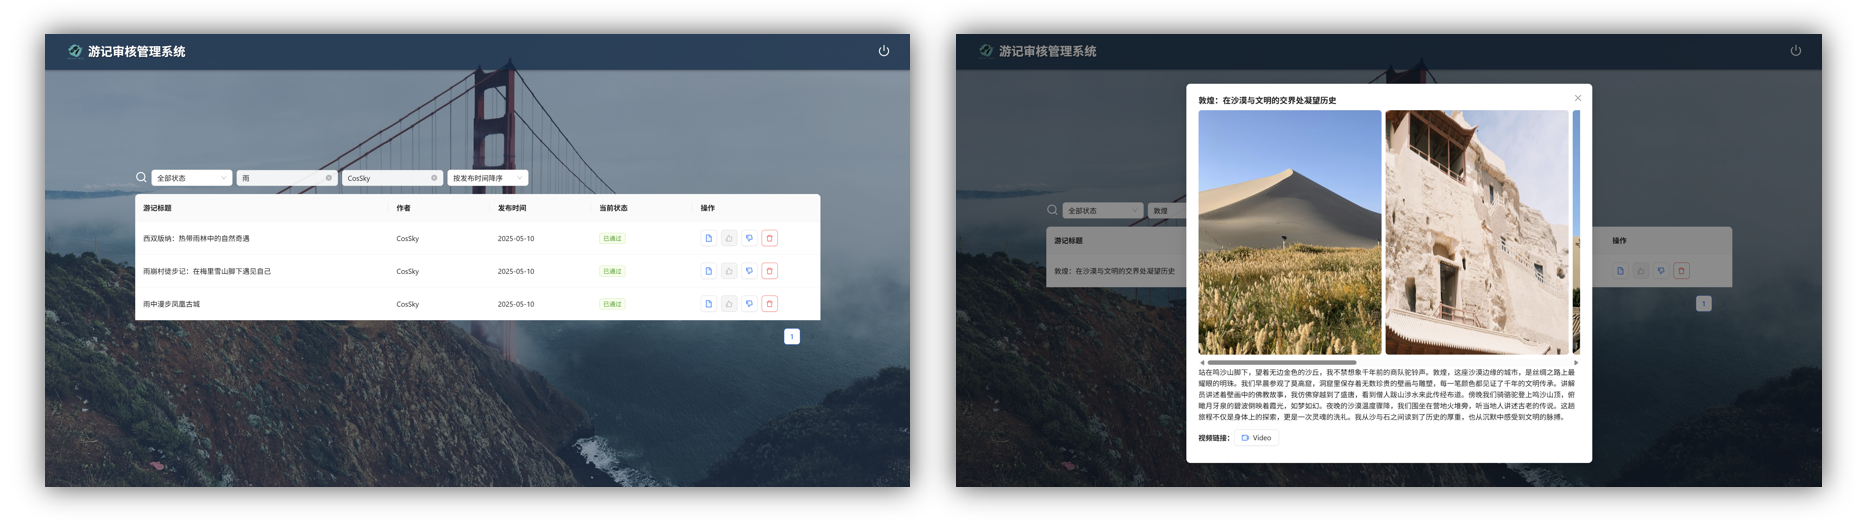 游记审核管理系统
全部状态 雨 CosSky 按发布时间降序
游记标题 作者 发布时间 当前状态 操作
西双版纳：热带雨林中的自然奇遇 CosSky 2025-05-10 已通过
雨崩村徒步记：在梅里雪山脚下遇见自己 CosSky 2025-05-10 已通过
雨中漫步凤凰古城 CosSky 2025-05-10 已通过
1
游记审核管理系统
全部状态 敦煌
游记标题 操作
敦煌：在沙漠与文明的交界处凝望历史
1
敦煌：在沙漠与文明的交界处凝望历史
站在鸣沙山脚下，望着无边金色的沙丘，我不禁想象千年前的商队驼铃声。敦煌，这座沙漠边缘的城市，是丝绸之路上最
耀眼的明珠。我们早晨参观了莫高窟，洞窟里保存着无数珍贵的壁画与雕塑，每一笔颜色都见证了千年的文明传承。讲解
员讲述着壁画中的佛教故事，我仿佛穿越到了盛唐，看到僧人跋山涉水来此传经布道。傍晚我们骑骆驼登上鸣沙山顶，俯
瞰月牙泉的碧波倒映着霞光，如梦如幻。夜晚的沙漠温度骤降，我们围坐在营地火堆旁，听当地人讲述古老的传说。这趟
旅程不仅是身体上的探索，更是一次灵魂的洗礼。我从沙与石之间读到了历史的厚重，也从沉默中感受到文明的脉搏。
视频链接： Video